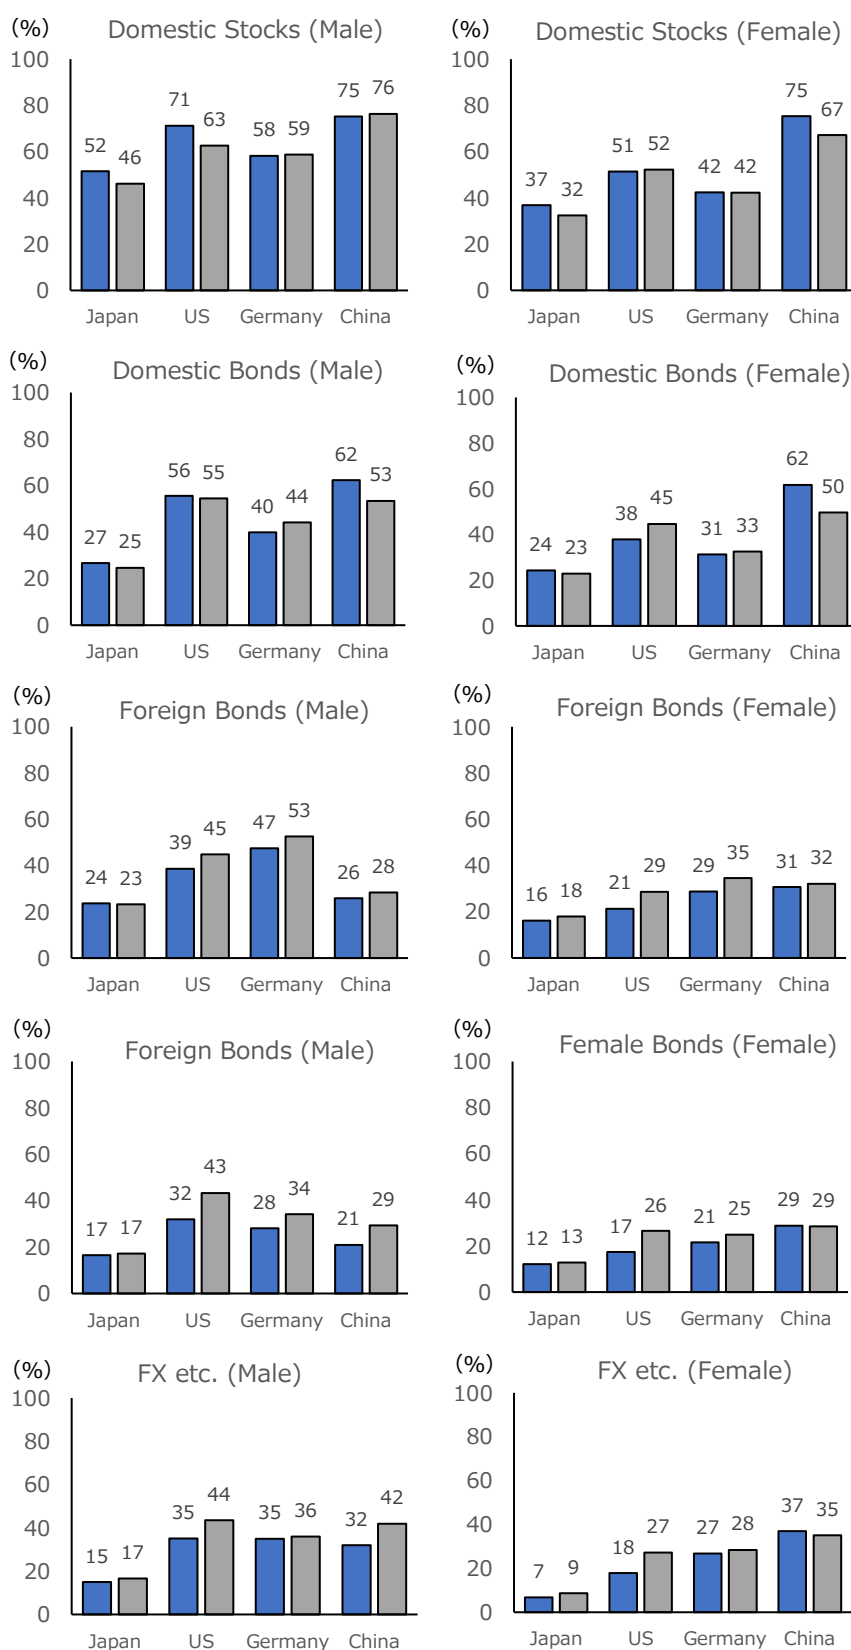 (%) Domestic Stocks (Male)
100
80
60
40
20
0
52 46 71 63 58 59 75 76
Japan US Germany China
(%) Domestic Stocks (Female)
100
80
60
40
20
0
37 32 51 52 42 42 75 67
Japan US Germany China
(%) Domestic Bonds (Male)
100
80
60
40
20
0
27 25 56 55 40 44 62 53
Japan US Germany China
(%) Domestic Bonds (Female)
100
80
60
40
20
0
24 23 38 45 31 33 62 50
Japan US Germany China
(%) Foreign Bonds (Male)
100
80
60
40
20
0
24 23 39 45 47 53 26 28
Japan US Germany China
(%) Foreign Bonds (Female)
100
80
60
40
20
0
16 18 21 29 29 35 31 32
Japan US Germany China
(%) Foreign Bonds (Male)
100
80
60
40
20
0
17 17 32 43 28 34 21 29
Japan US Germany China
(%) Female Bonds (Female)
100
80
60
40
20
0
12 13 17 26 21 25 29 29
Japan US Germany China
(%) FX etc. (Male)
100
80
60
40
20
0
15 17 35 44 35 36 32 42
Japan US Germany China
(%) FX etc. (Female)
100
80
60
40
20
0
7 9 18 27 27 28 37 35
Japan US Germany China